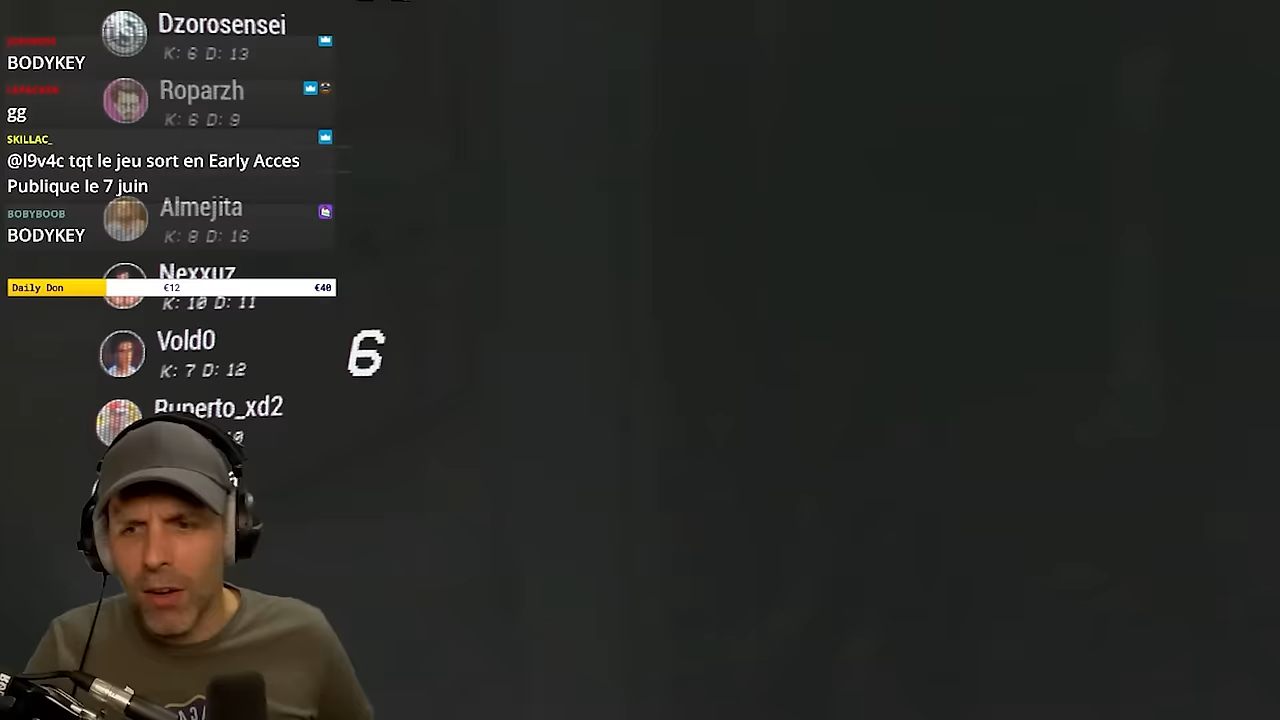 Dzorosensei
K: 6 D: 13
BODYKEY
Roparzh
K: 6 D: 9
gg
SKILLAC_
@l9v4c tqt le jeu sort en Early Acces
Publique le 7 juin
Almejita
K: 8 D: 16
BOBYBOOB
BODYKEY
Nexxuz
Daily Don €12 €40
K: 10 D: 11
Vold0
K: 7 D: 12
6
Ruperto_xd2